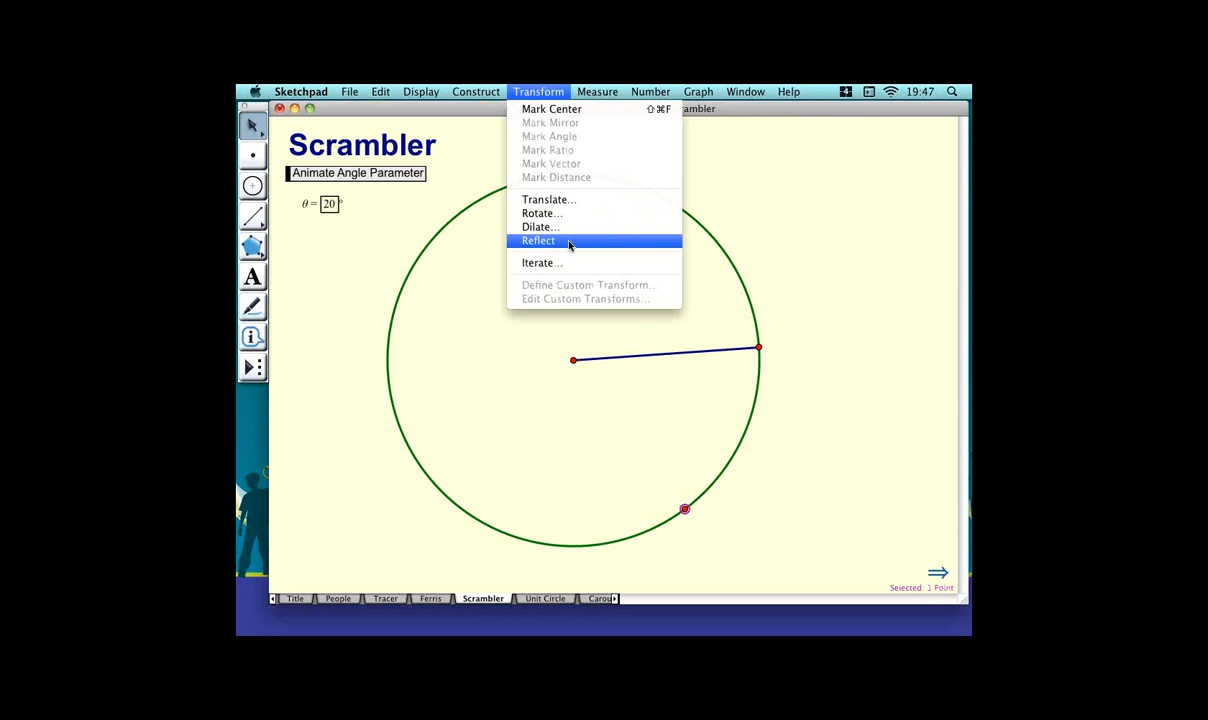 Sketchpad File Edit Display Construct Transform Measure Number Graph Window Help 19:47
ambler
Scrambler
Animate Angle Parameter
θ = 20°
Mark Center ⇧⌘F
Mark Mirror
Mark Angle
Mark Ratio
Mark Vector
Mark Distance
Translate...
Rotate...
Dilate...
Reflect
Iterate...
Define Custom Transform...
Edit Custom Transforms...
A
Selected: 1 Point
Title People Tracer Ferris Scrambler Unit Circle Carou